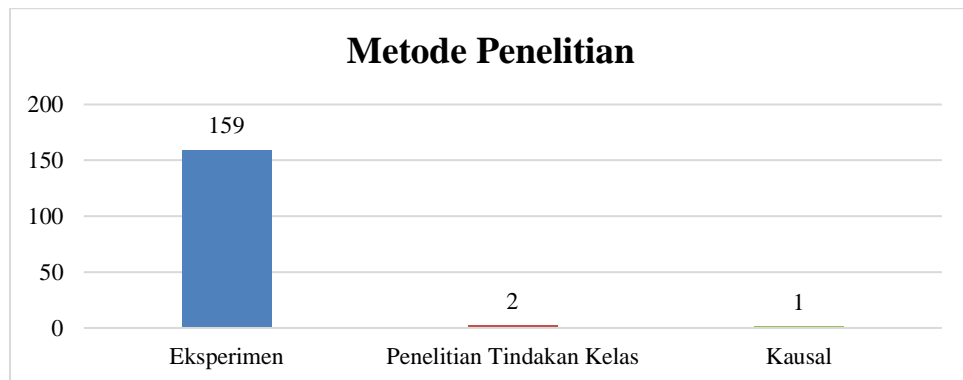 Metode Penelitian
200
159
150
100
50
2
1
0
Eksperimen
Penelitian Tindakan Kelas
Kausal